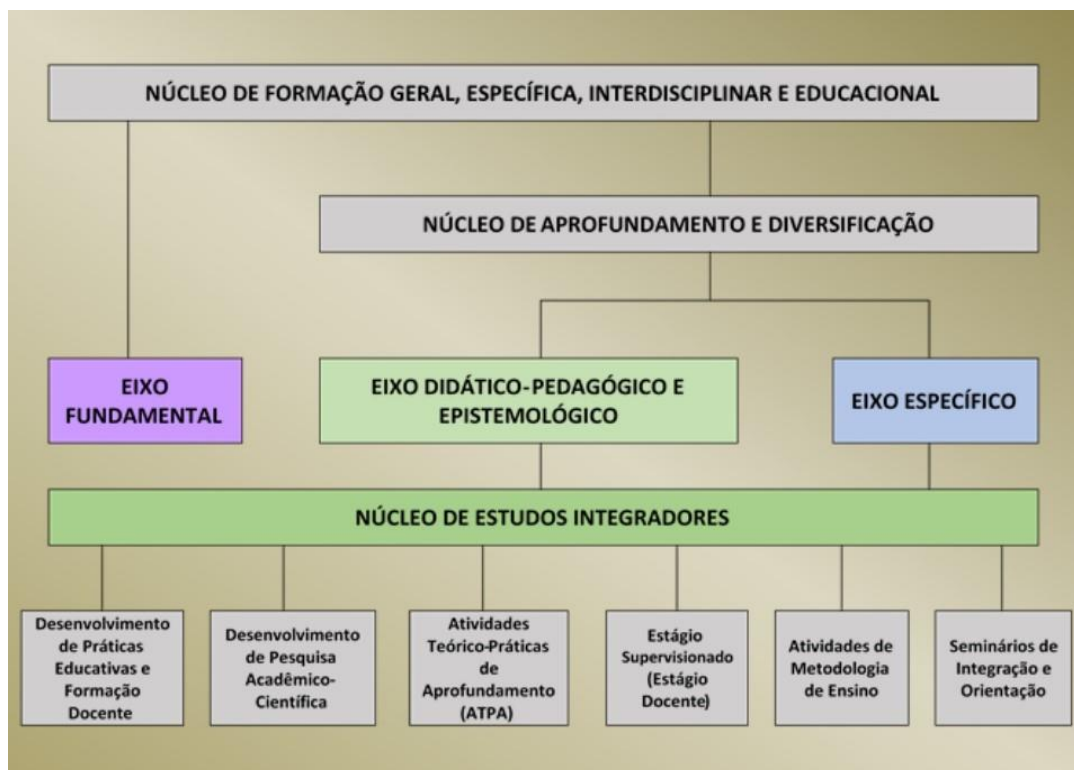 NÚCLEO DE FORMAÇÃO GERAL, ESPECÍFICA, INTERDISCIPLINAR E EDUCACIONAL
NÚCLEO DE APROFUNDAMENTO E DIVERSIFICAÇÃO
EIXO
FUNDAMENTAL
EIXO DIDÁTICO-PEDAGÓGICO E
EPISTEMOLÓGICO
EIXO ESPECÍFICO
NÚCLEO DE ESTUDOS INTEGRADORES
Desenvolvimento
de Práticas
Educativas e
Formação
Docente
Desenvolvimento
de Pesquisa
Acadêmico-
Científica
Atividades
Teórico-Práticas
de
Aprofundamento
(ATPA)
Estágio
Supervisionado
(Estágio
Docente)
Atividades de
Metodologia
de Ensino
Seminários de
Integração e
Orientação